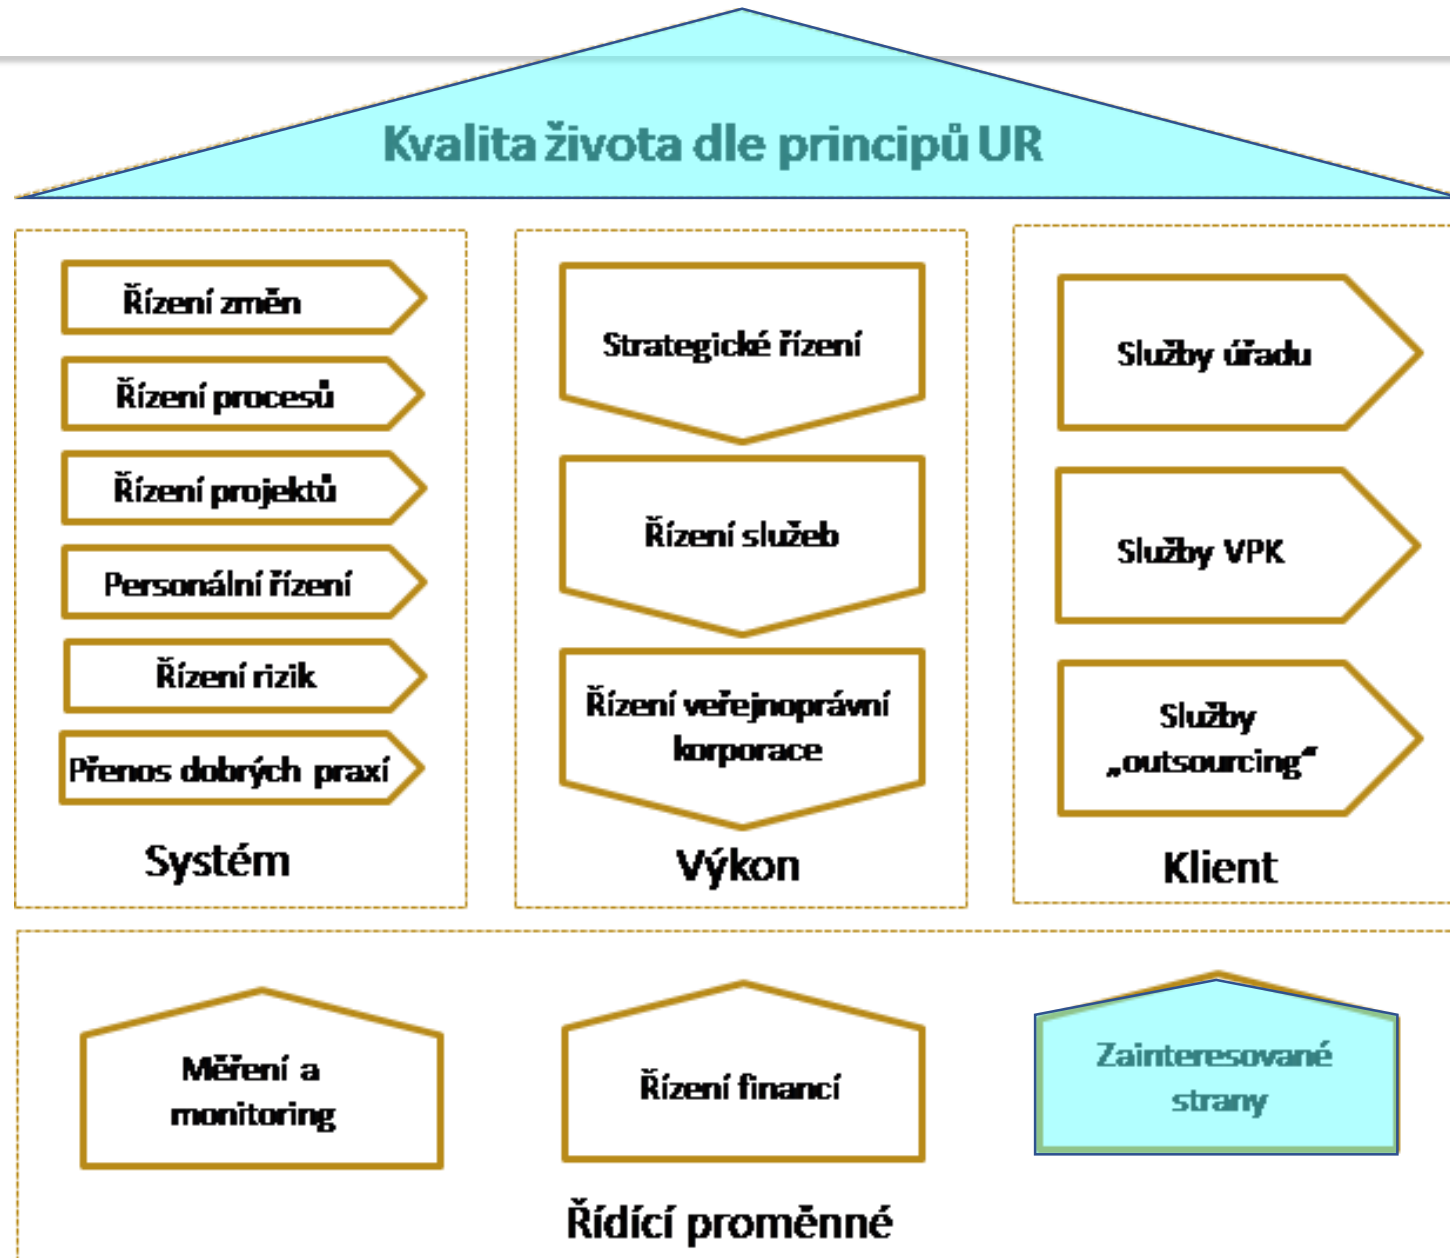 Kvalita života dle principů UR
Řízení změn
Řízení procesů
Řízení projektů
Personální řízení
Řízení rizik
Přenos dobrých praxí
Systém
Strategické řízení
Řízení služeb
Řízení veřejnoprávní
korporace
Výkon
Služby úřadu
Služby VPK
Služby
„outsourcing“
Klient
Měření a
monitoring
Řízení financí
Zainteresované
strany
Řídící proměnné